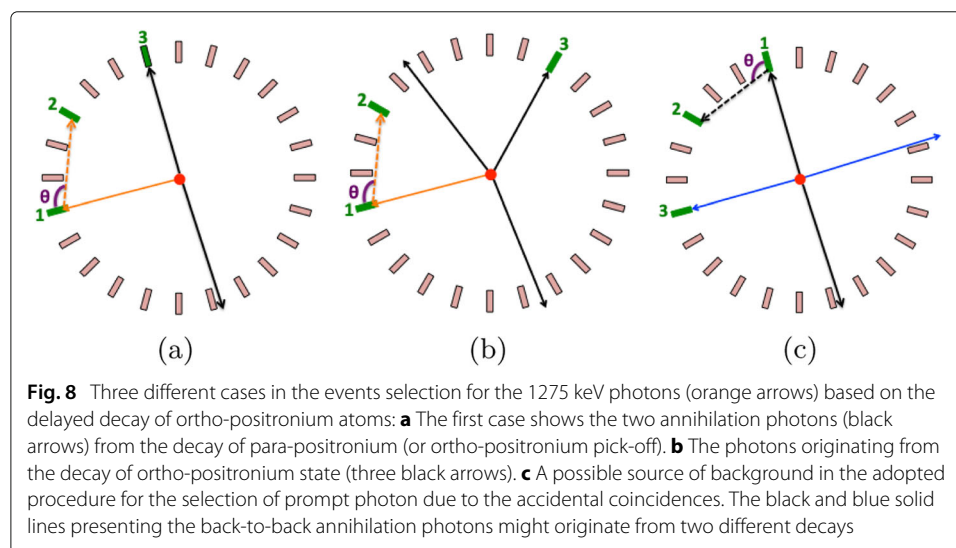 3
2
θ
1
(a)
3
2
θ
1
(b)
1
θ
2
3
(c)
Fig. 8 Three different cases in the events selection for the 1275 keV photons (orange arrows) based on the
delayed decay of ortho-positronium atoms: a The first case shows the two annihilation photons (black
arrows) from the decay of para-positronium (or ortho-positronium pick-off). b The photons originating from
the decay of ortho-positronium state (three black arrows). c A possible source of background in the adopted
procedure for the selection of prompt photon due to the accidental coincidences. The black and blue solid
lines presenting the back-to-back annihilation photons might originate from two different decays